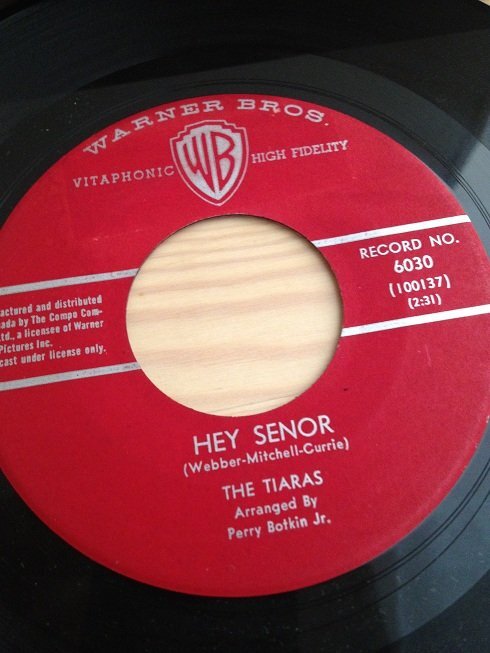 WARNER BROS.
VITAPHONIC WB HIGH FIDELITY
RECORD NO.
6030
(100137)
(2:31)
actured and distributed
ada by The Compo Com-
td., a licensee of Warner
Pictures Inc.
cast under license only.
HEY SENOR
(Webber-Mitchell-Currie)
THE TIARAS
Arranged By
Perry Botkin Jr.